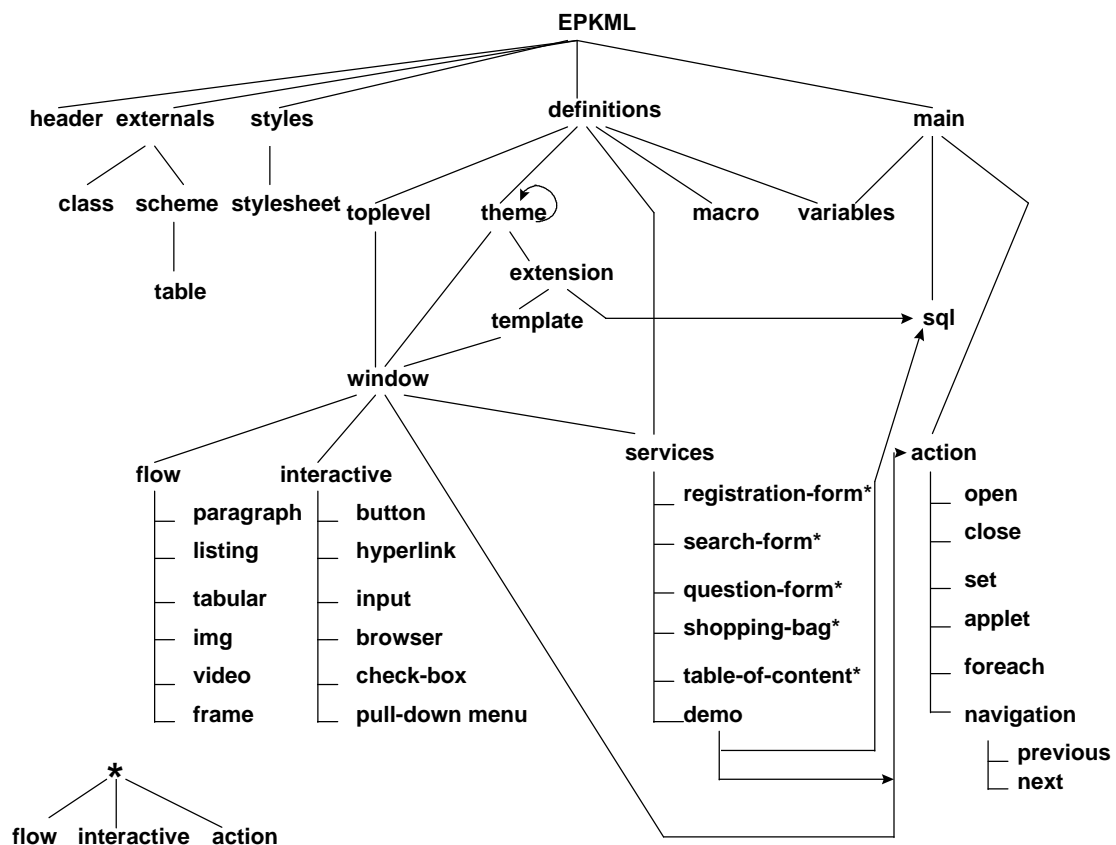 EPKML
header externals styles definitions main
class scheme stylesheet toplevel theme macro variables
table
extension
template
sql
window
flow
paragraph
listing
tabular
img
video
frame
interactive
button
hyperlink
input
browser
check-box
pull-down menu
services
registration-form*
search-form*
question-form*
shopping-bag*
table-of-content*
demo
action
open
close
set
applet
foreach
navigation
previous
next
*
flow interactive action